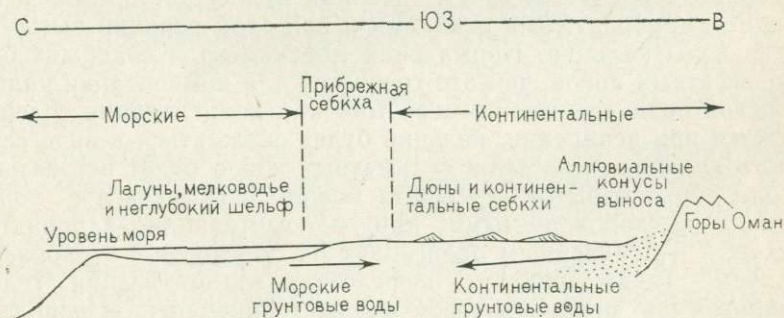 С ЮЗ В
Прибрежная
себкха
Морские Континентальные
Лагуны, мелководье
и неглубокий шельф
Дюны и континен-
тальные себкхи
Аллювиальные
конусы
выноса
Горы Оман
Уровень моря
Морские
грунтовые воды
Континентальные
грунтовые воды